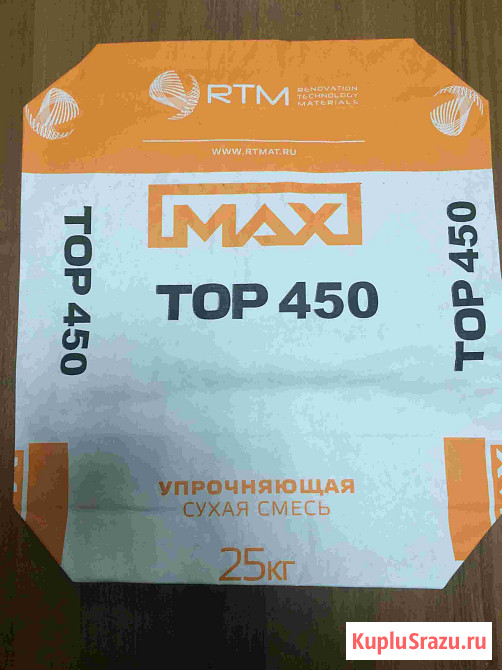 RTM
RENOVATION
TECHNOLOGY
MATERIALS
WWW.RTMAT.RU
MAX
TOP 450
TOP 450
TOP 450
УПРОЧНЯЮЩАЯ
СУХАЯ СМЕСЬ
25КГ
KupluSrazu.ru